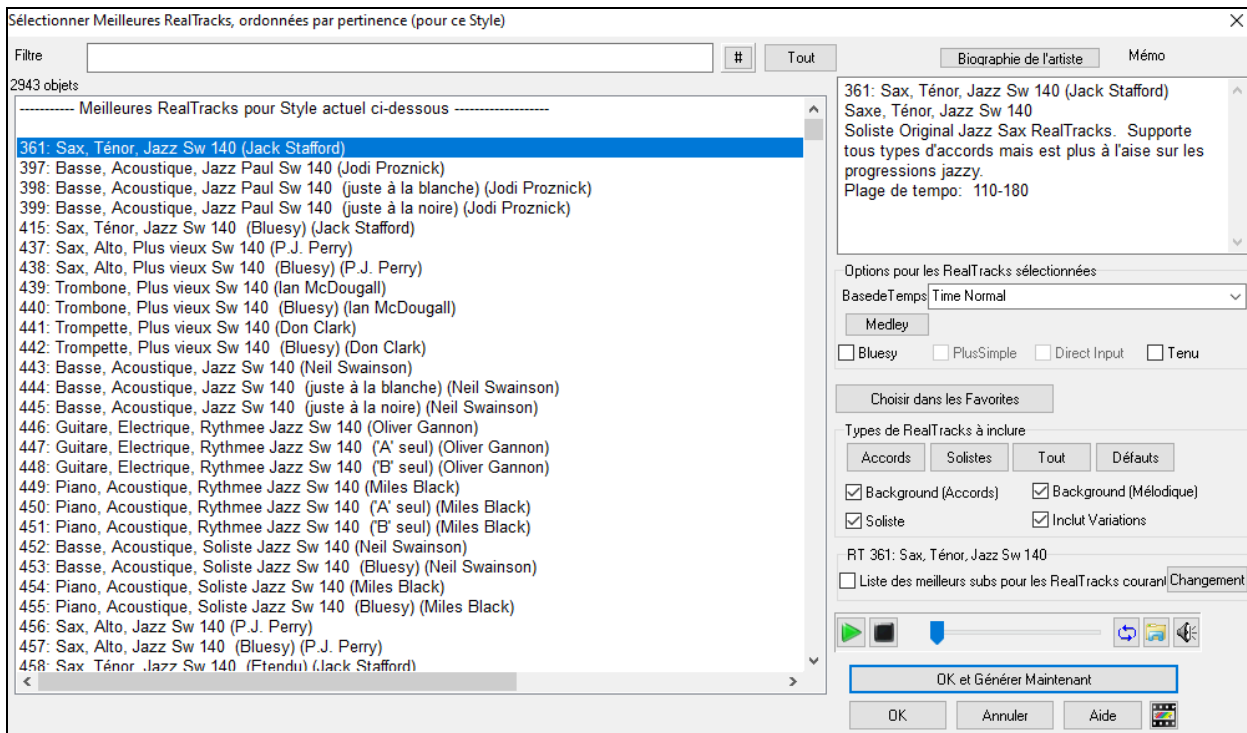 Sélectionner Meilleures RealTracks, ordonnées par pertinence (pour ce Style)
Filtre
#
Tout
Biographie de l'artiste
Mémo
2943 objets
----------- Meilleures RealTracks pour Style actuel ci-dessous -------------------
361: Sax, Ténor, Jazz Sw 140 (Jack Stafford)
397: Basse, Acoustique, Jazz Paul Sw 140 (Jodi Proznick)
398: Basse, Acoustique, Jazz Paul Sw 140 (juste à la blanche) (Jodi Proznick)
399: Basse, Acoustique, Jazz Paul Sw 140 (juste à la noire) (Jodi Proznick)
415: Sax, Ténor, Jazz Sw 140 (Bluesy) (Jack Stafford)
437: Sax, Alto, Plus vieux Sw 140 (P.J. Perry)
438: Sax, Alto, Plus vieux Sw 140 (Bluesy) (P.J. Perry)
439: Trombone, Plus vieux Sw 140 (Ian McDougall)
440: Trombone, Plus vieux Sw 140 (Bluesy) (Ian McDougall)
441: Trompette, Plus vieux Sw 140 (Don Clark)
442: Trompette, Plus vieux Sw 140 (Bluesy) (Don Clark)
443: Basse, Acoustique, Jazz Sw 140 (Neil Swainson)
444: Basse, Acoustique, Jazz Sw 140 (juste à la blanche) (Neil Swainson)
445: Basse, Acoustique, Jazz Sw 140 (juste à la noire) (Neil Swainson)
446: Guitare, Electrique, Rythmee Jazz Sw 140 (Oliver Gannon)
447: Guitare, Electrique, Rythmee Jazz Sw 140 ('A' seul) (Oliver Gannon)
448: Guitare, Electrique, Rythmee Jazz Sw 140 ('B' seul) (Oliver Gannon)
449: Piano, Acoustique, Rythmee Jazz Sw 140 (Miles Black)
450: Piano, Acoustique, Rythmee Jazz Sw 140 ('A' seul) (Miles Black)
451: Piano, Acoustique, Rythmee Jazz Sw 140 ('B' seul) (Miles Black)
452: Basse, Acoustique, Soliste Jazz Sw 140 (Neil Swainson)
453: Basse, Acoustique, Soliste Jazz Sw 140 (Bluesy) (Neil Swainson)
454: Piano, Acoustique, Soliste Jazz Sw 140 (Miles Black)
455: Piano, Acoustique, Soliste Jazz Sw 140 (Bluesy) (Miles Black)
456: Sax, Alto, Jazz Sw 140 (P.J. Perry)
457: Sax, Alto, Jazz Sw 140 (Bluesy) (P.J. Perry)
458: Sax, Ténor, Jazz Sw 140 (Etendu) (Jack Stafford)
361: Sax, Ténor, Jazz Sw 140 (Jack Stafford)
Saxe, Ténor, Jazz Sw 140
Soliste Original Jazz Sax RealTracks. Supporte
tous types d'accords mais est plus à l'aise sur les
progressions jazzy.
Plage de tempo: 110-180
Options pour les RealTracks sélectionnées
BasedeTemps
Time Normal
Medley
Bluesy
PlusSimple
Direct Input
Tenu
Choisir dans les Favorites
Types de RealTracks à inclure
Accords
Solistes
Tout
Défauts
Background (Accords)
Background (Mélodique)
Soliste
Inclut Variations
RT 361: Sax, Ténor, Jazz Sw 140
Liste des meilleurs subs pour les RealTracks courant
Changement
OK et Générer Maintenant
OK
Annuler
Aide